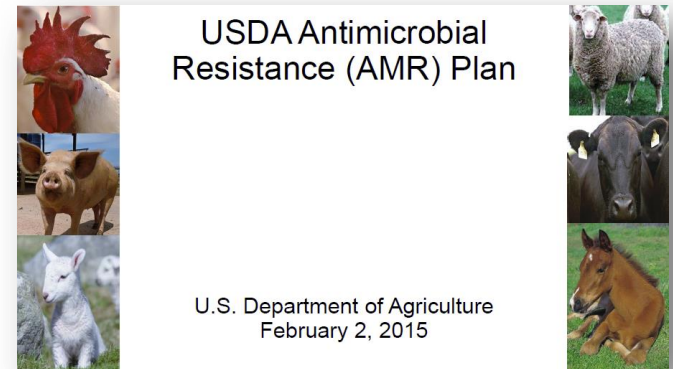 USDA Antimicrobial
Resistance (AMR) Plan
U.S. Department of Agriculture
February 2, 2015